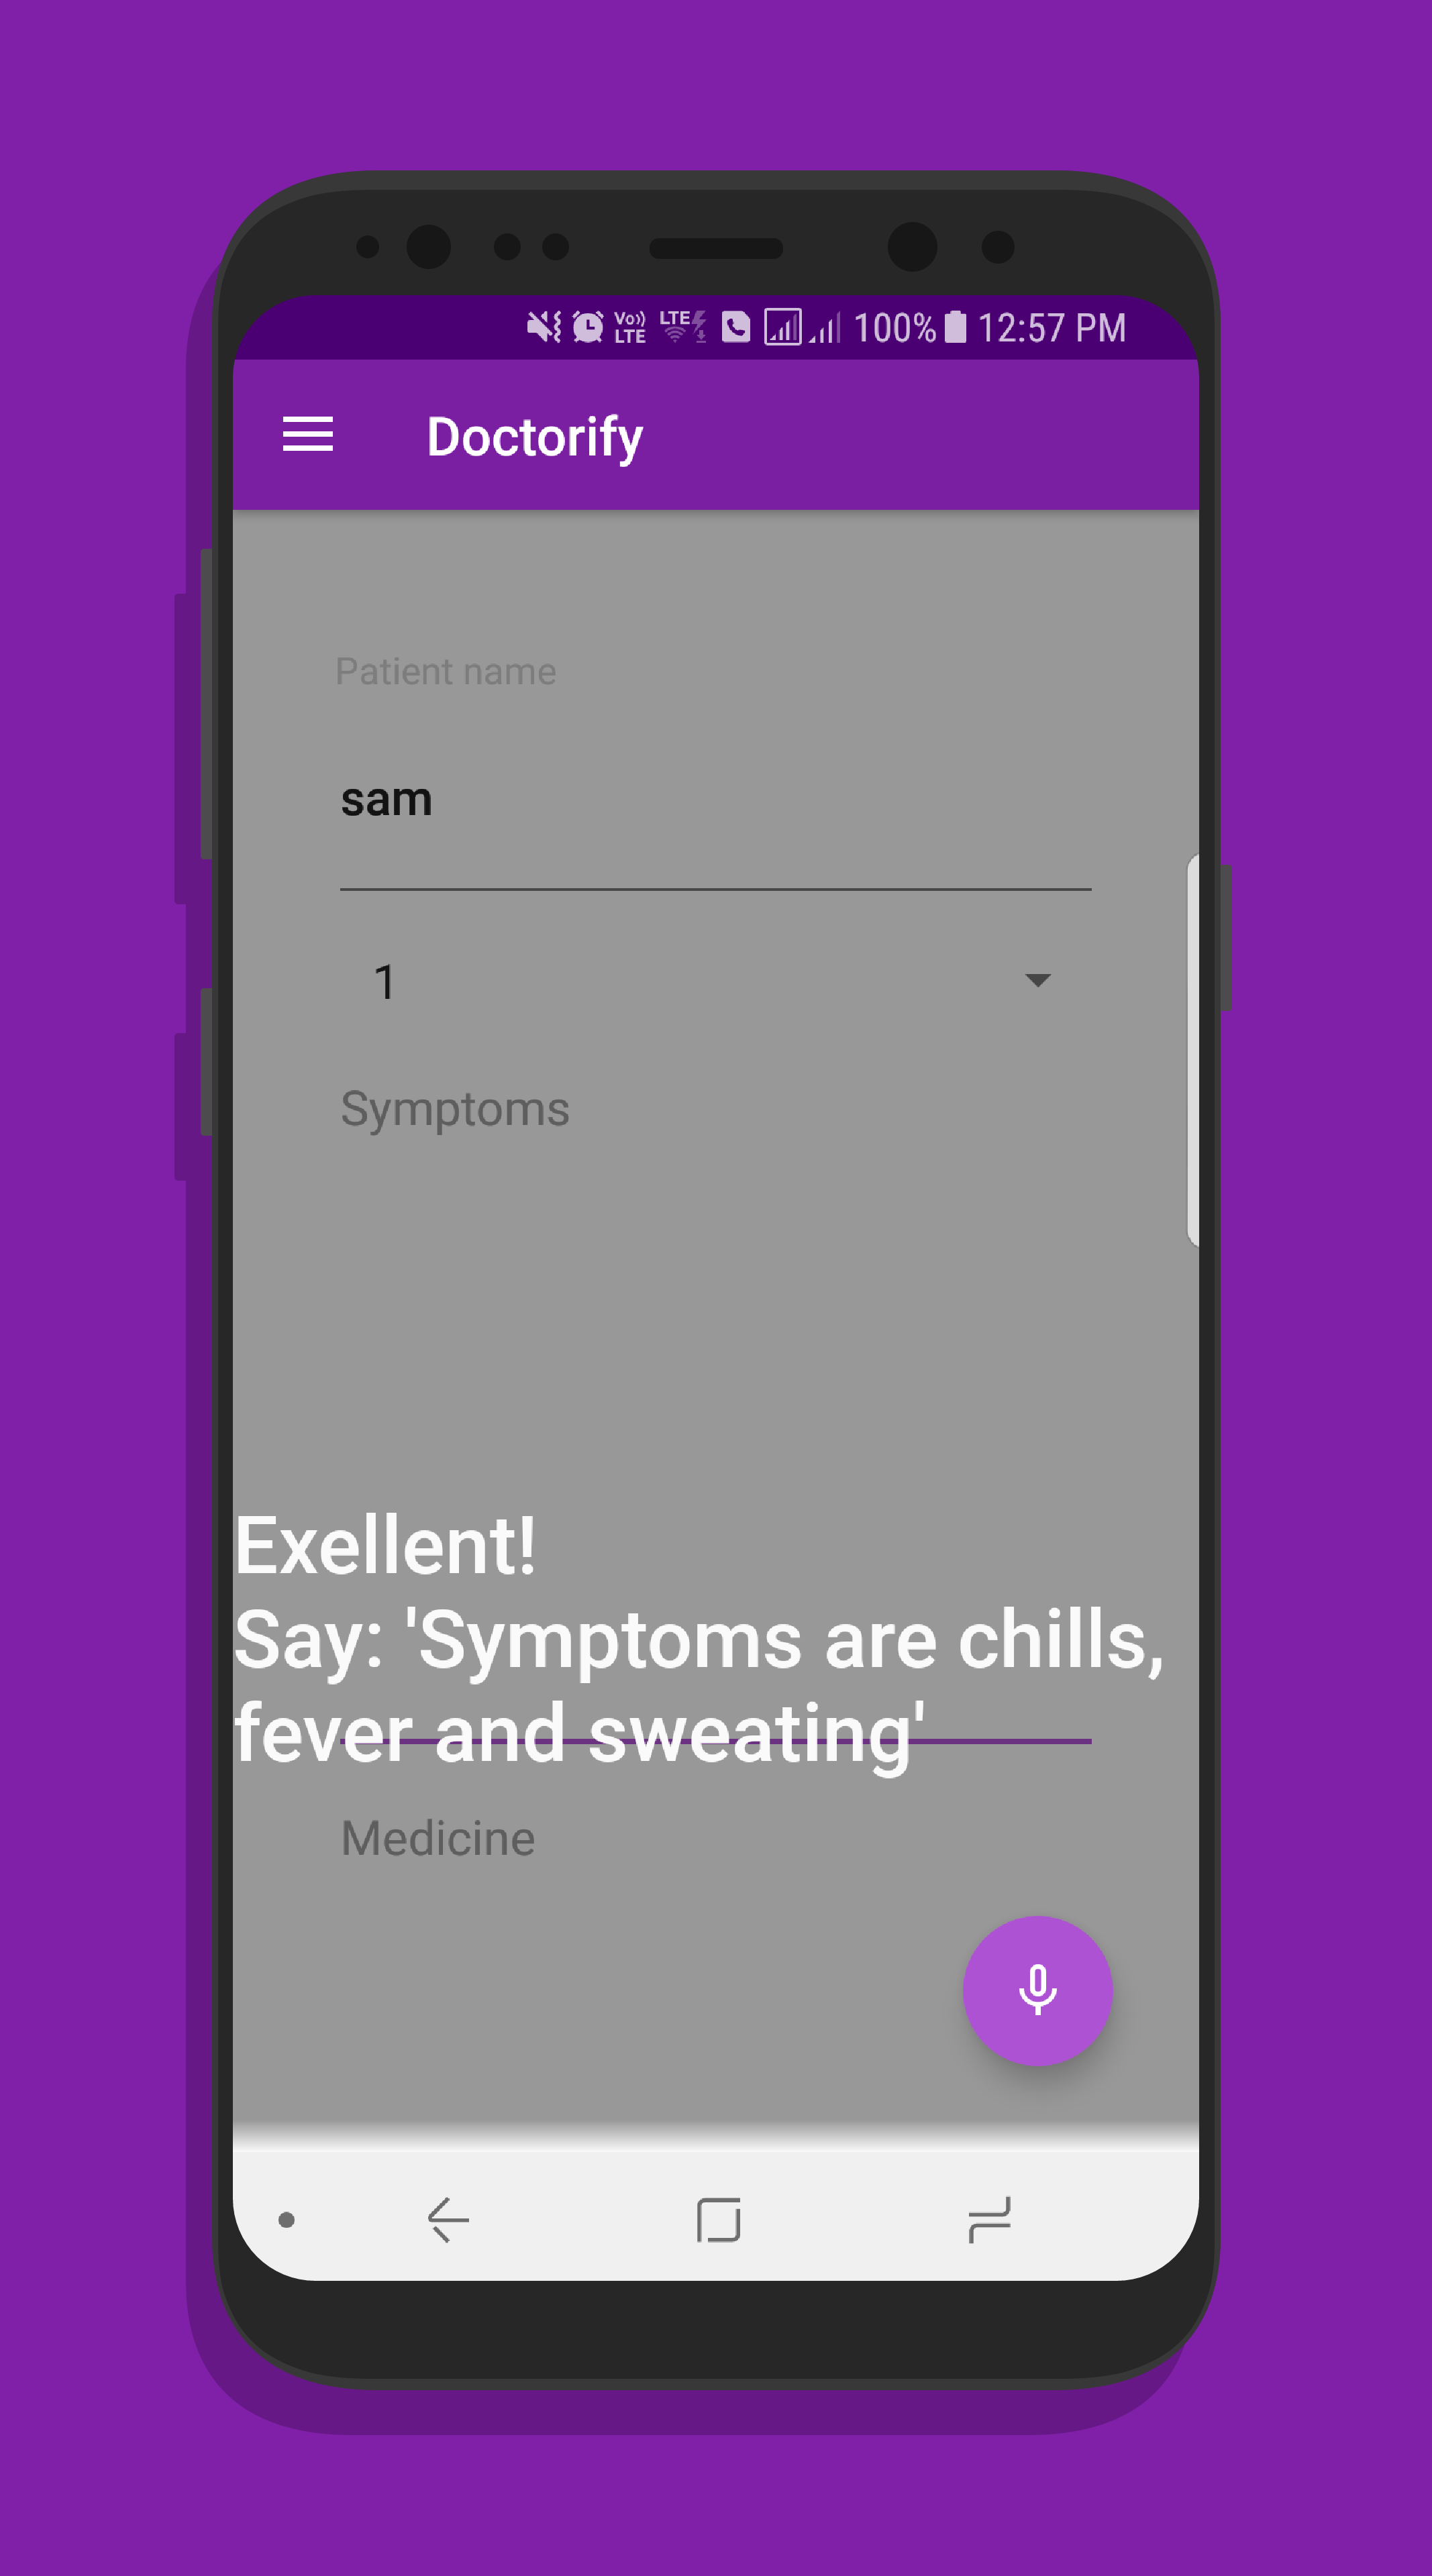 Vo)) LTE LTE 100% 12:57 PM
Doctorify
Patient name
sam
1
Symptoms
Exellent!
Say: 'Symptoms are chills,
fever and sweating'
Medicine